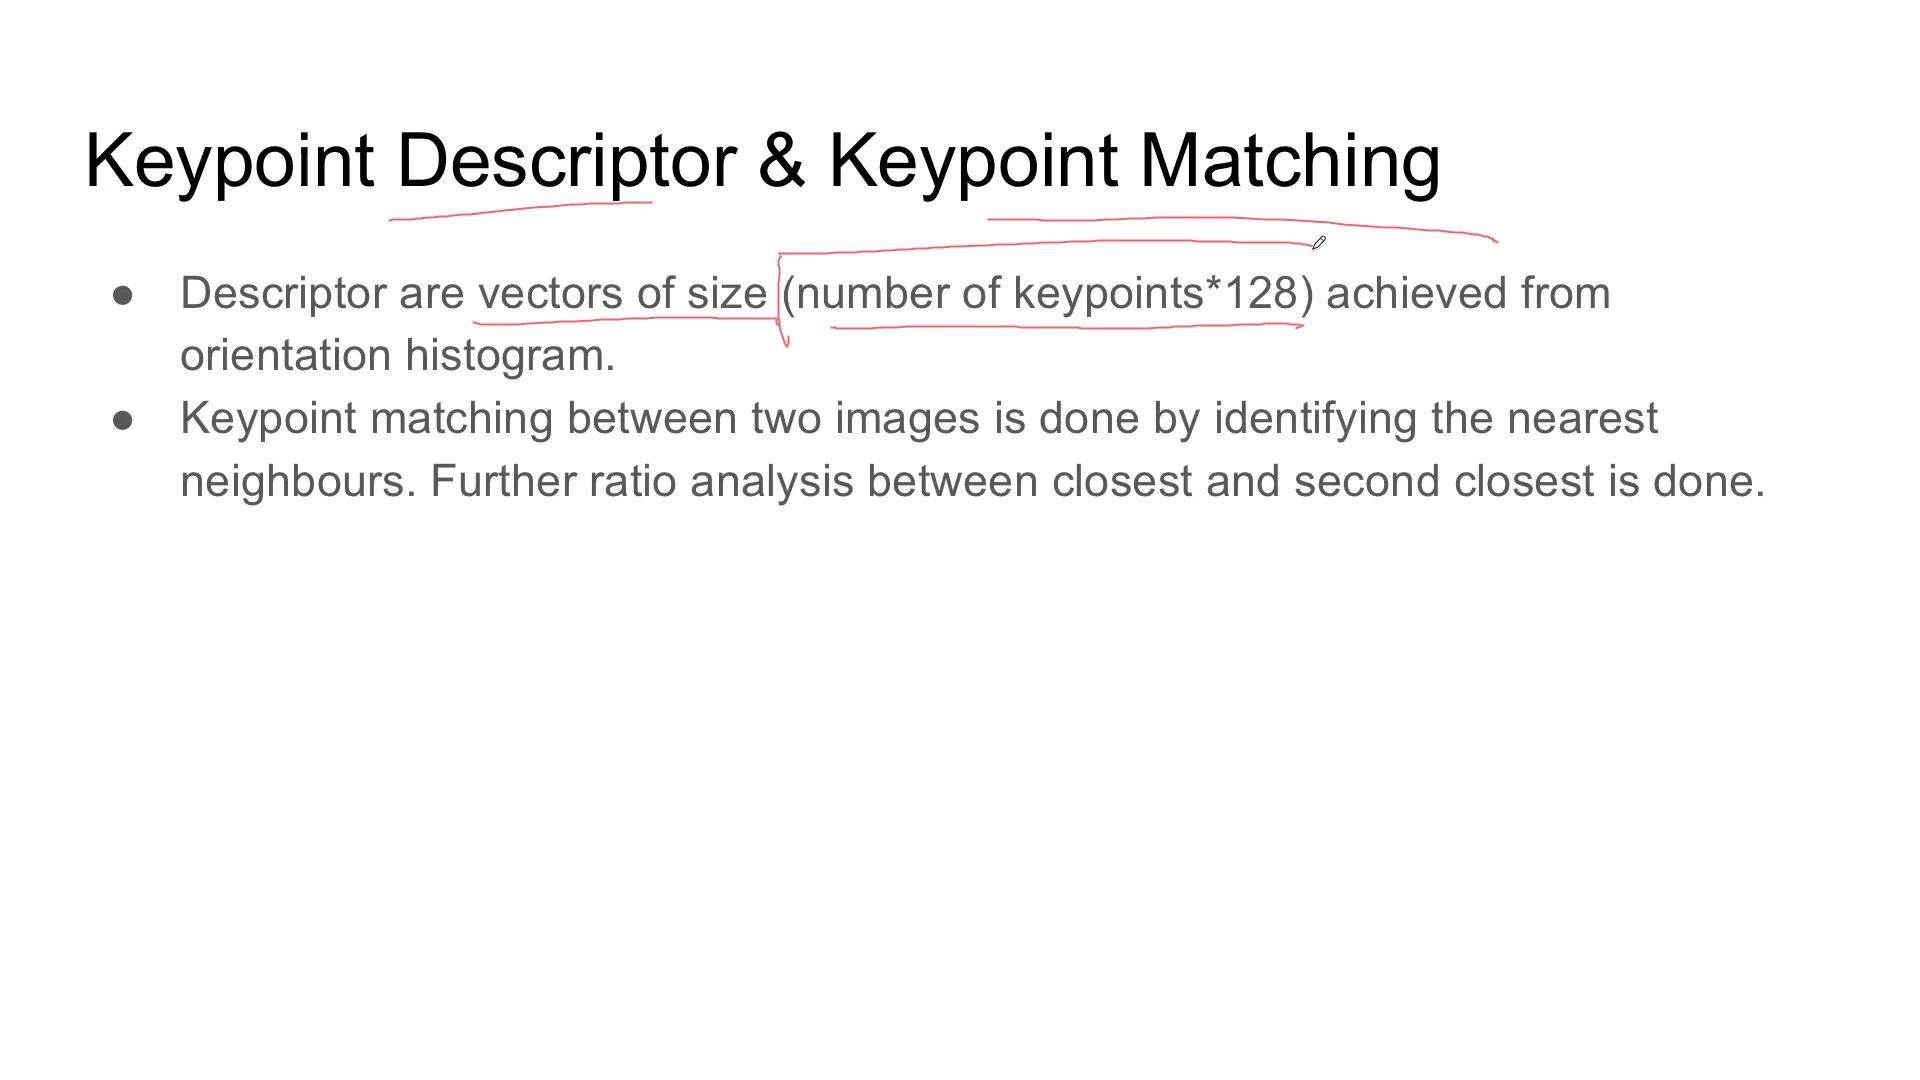 Keypoint Descriptor & Keypoint Matching
● Descriptor are vectors of size (number of keypoints*128) achieved from
orientation histogram.
● Keypoint matching between two images is done by identifying the nearest
neighbours. Further ratio analysis between closest and second closest is done.